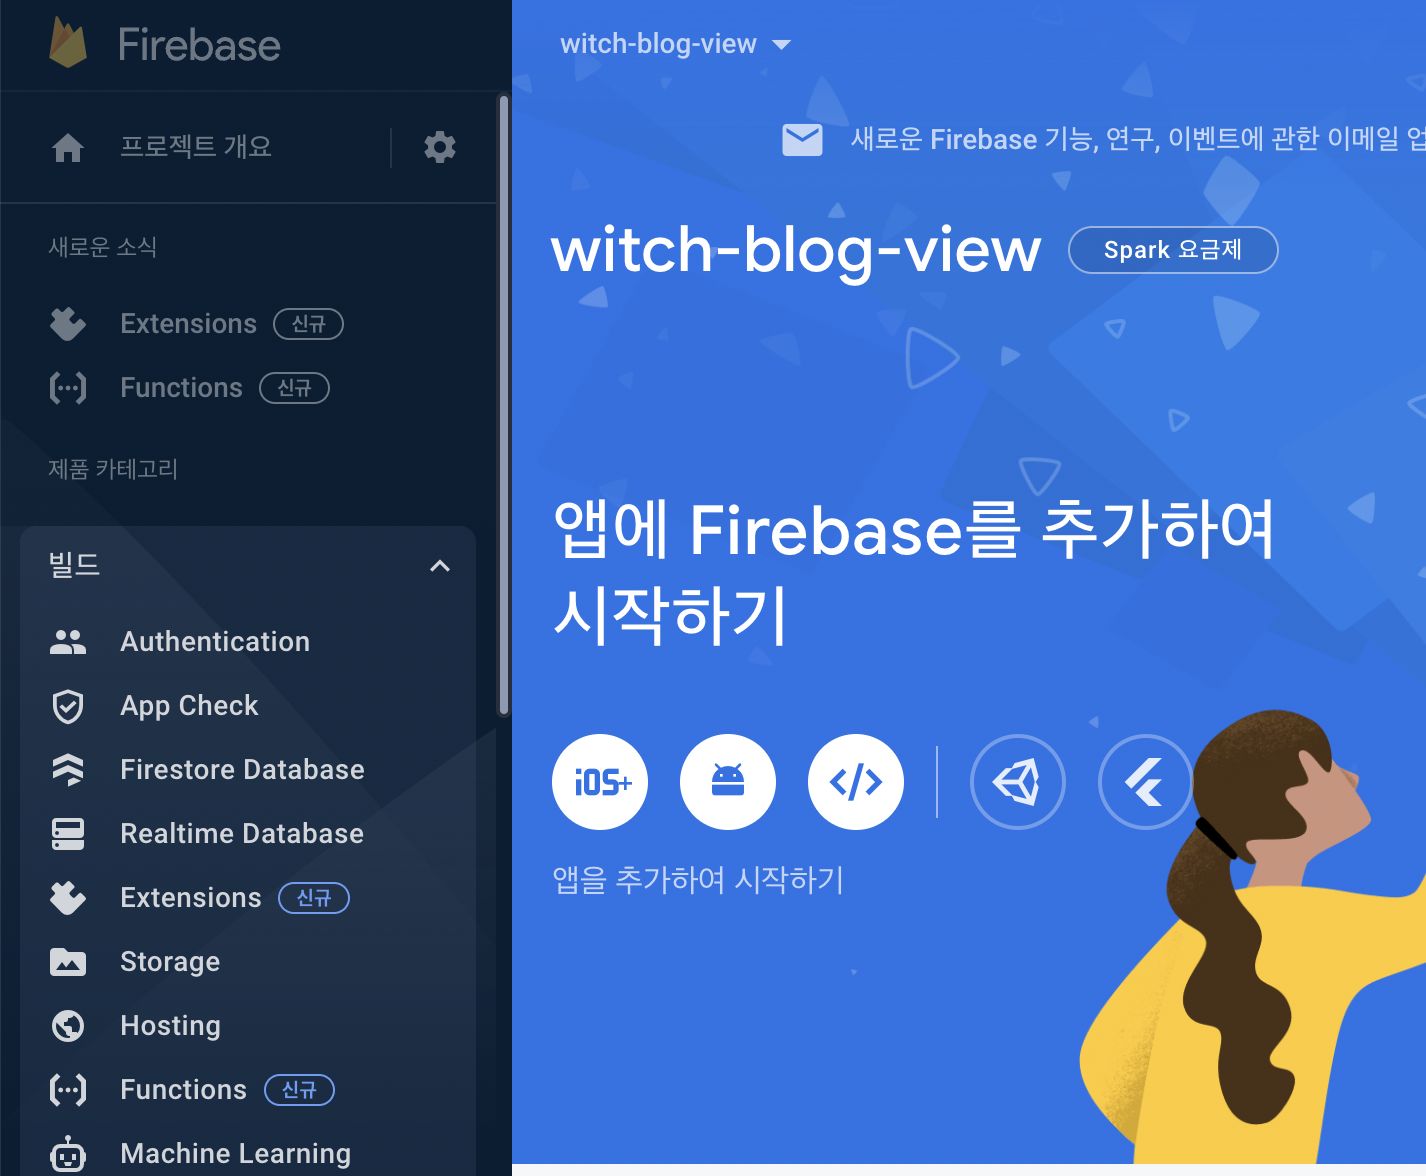 Firebase
프로젝트 개요
새로운 소식
Extensions 신규
Functions 신규
제품 카테고리
빌드
Authentication
App Check
Firestore Database
Realtime Database
Extensions 신규
Storage
Hosting
Functions 신규
Machine Learning
witch-blog-view
새로운 Firebase 기능, 연구, 이벤트에 관한 이메일
witch-blog-view Spark 요금제
앱에 Firebase를 추가하여
시작하기
iOS+
앱을 추가하여 시작하기